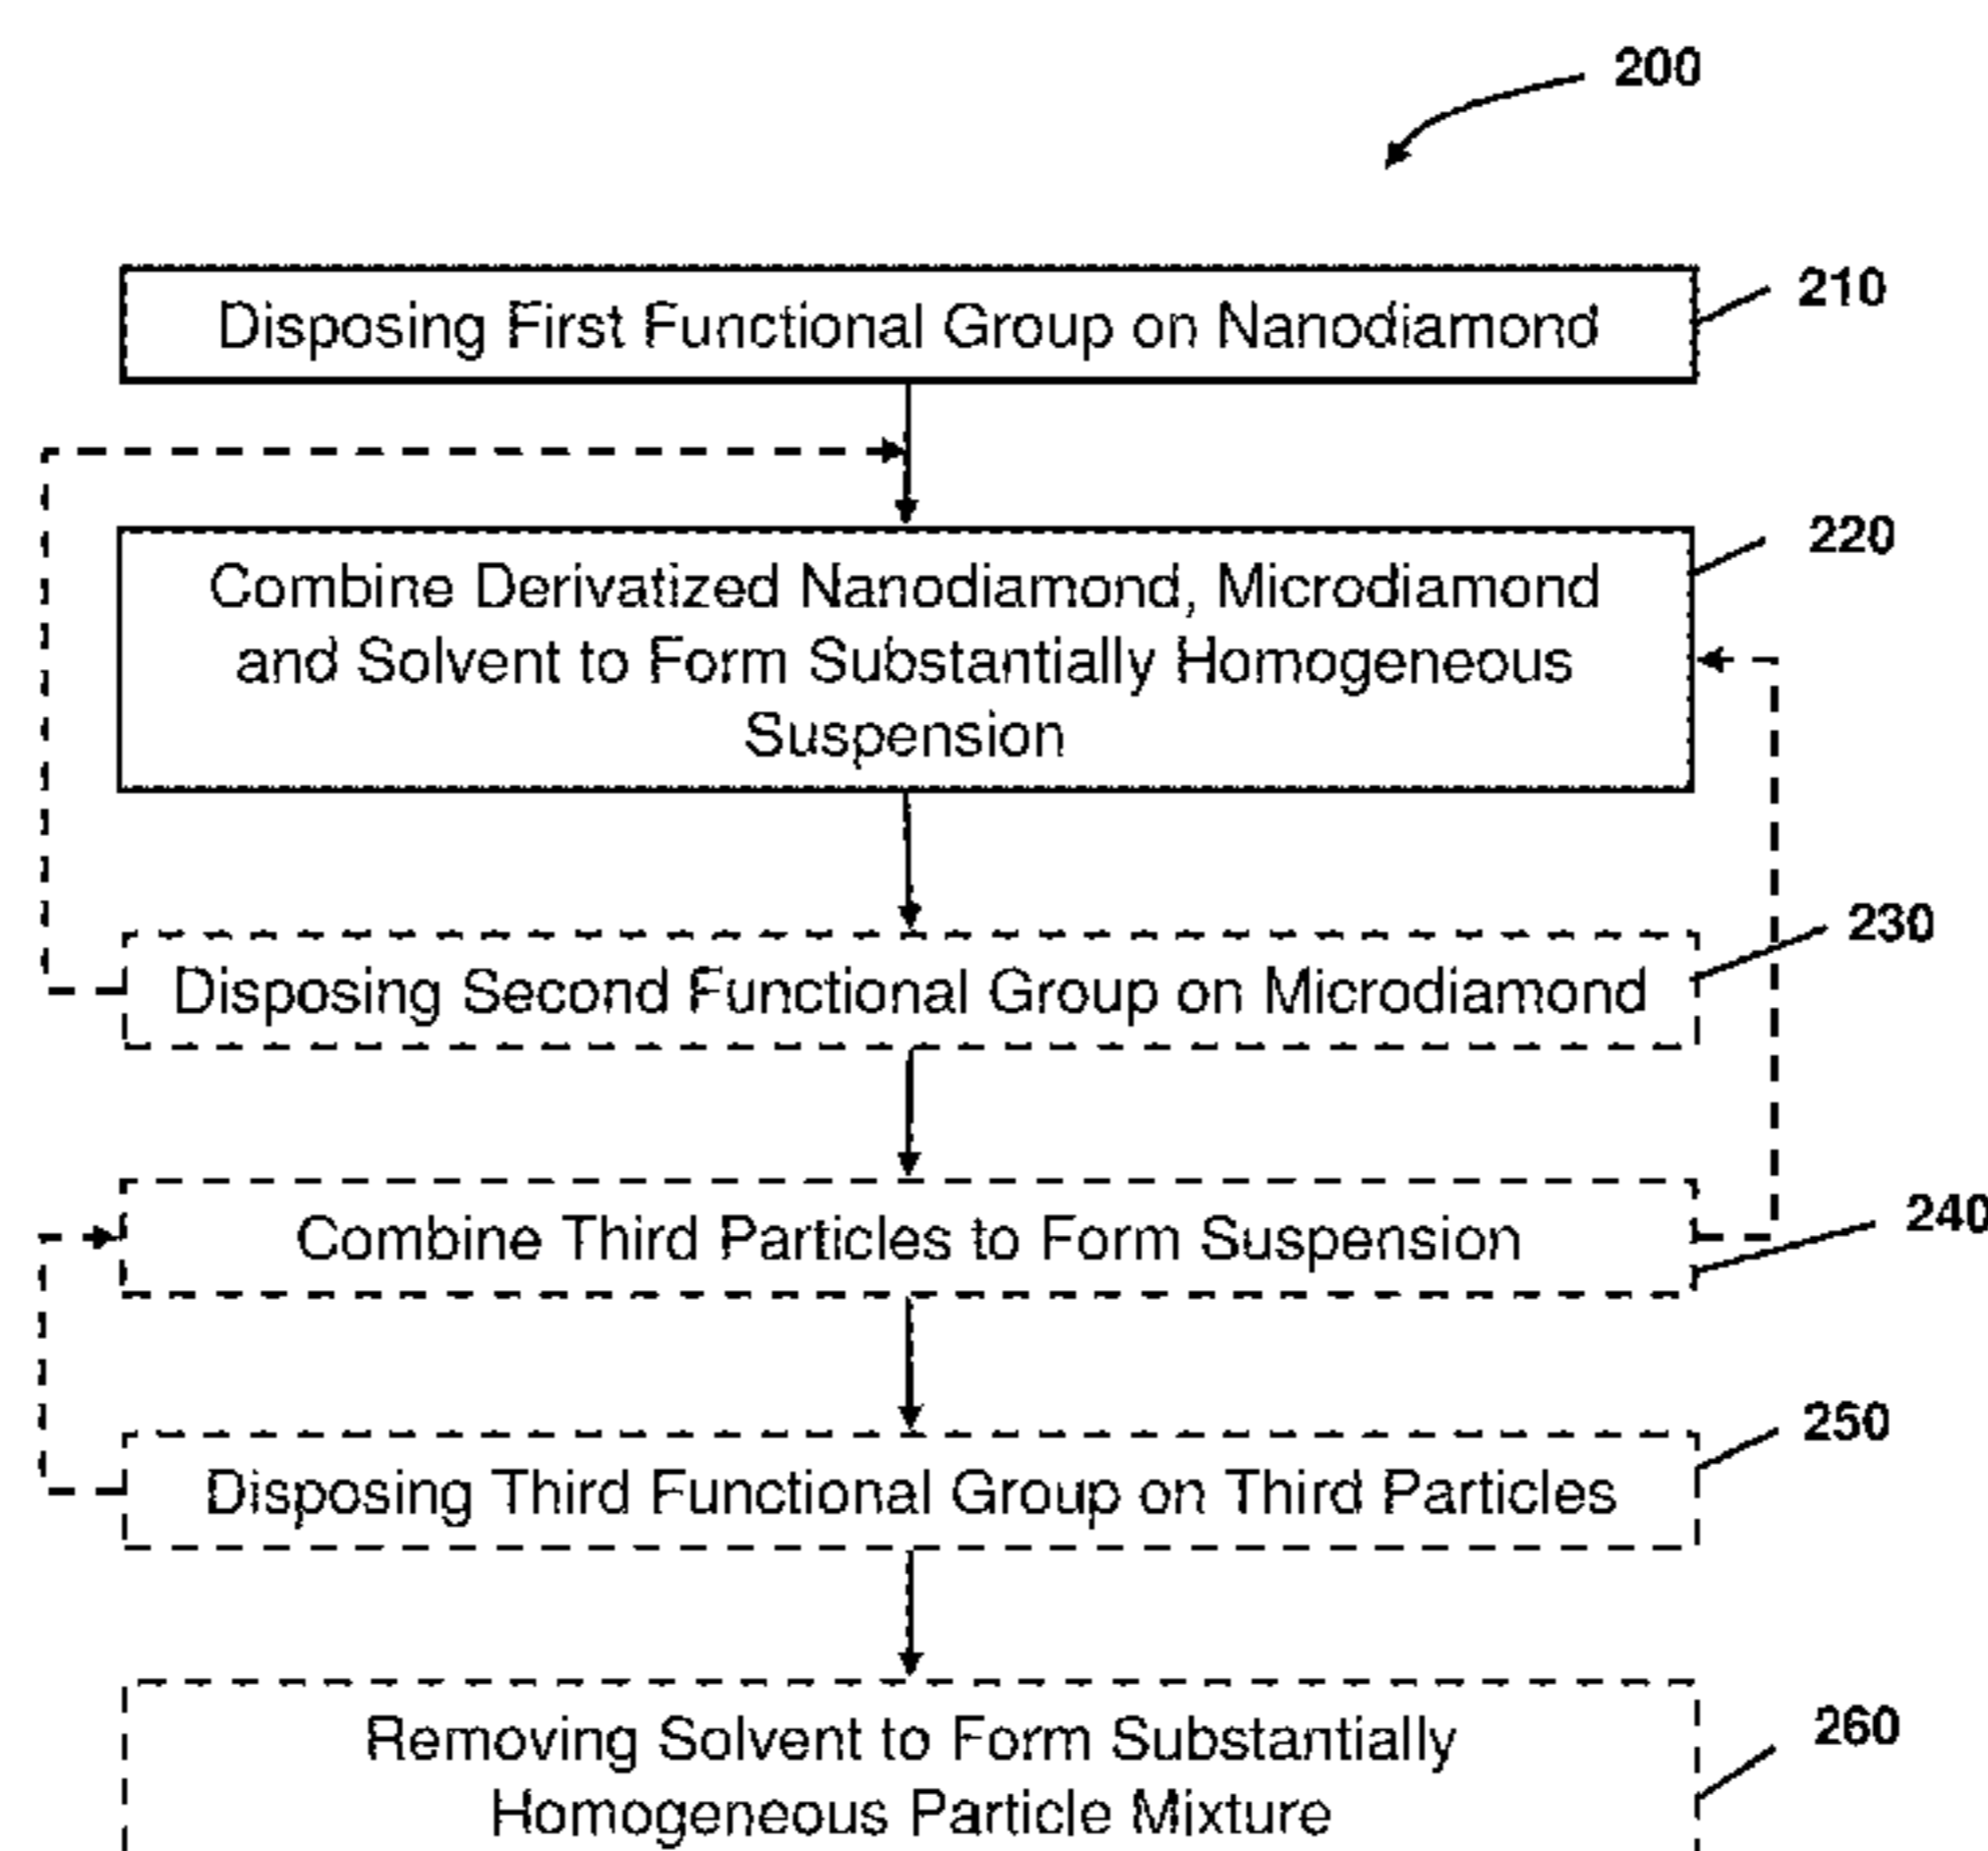 200
Disposing First Functional Group on Nanodiamond
210
Combine Derivatized Nanodiamond, Microdiamond
and Solvent to Form Substantially Homogeneous
Suspension
220
Disposing Second Functional Group on Microdiamond
230
Combine Third Particles to Form Suspension
240
Disposing Third Functional Group on Third Particles
250
Removing Solvent to Form Substantially
Homogeneous Particle Mixture
260